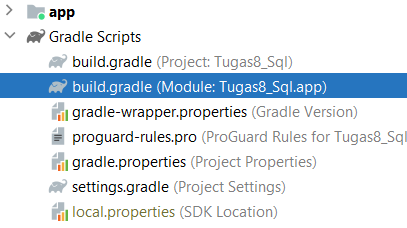 app
Gradle Scripts
build.gradle (Project: Tugas8_Sql)
build.gradle (Module: Tugas8_Sql.app)
gradle-wrapper.properties (Gradle Version)
proguard-rules.pro (ProGuard Rules for Tugas8_Sql
gradle.properties (Project Properties)
settings.gradle (Project Settings)
local.properties (SDK Location)